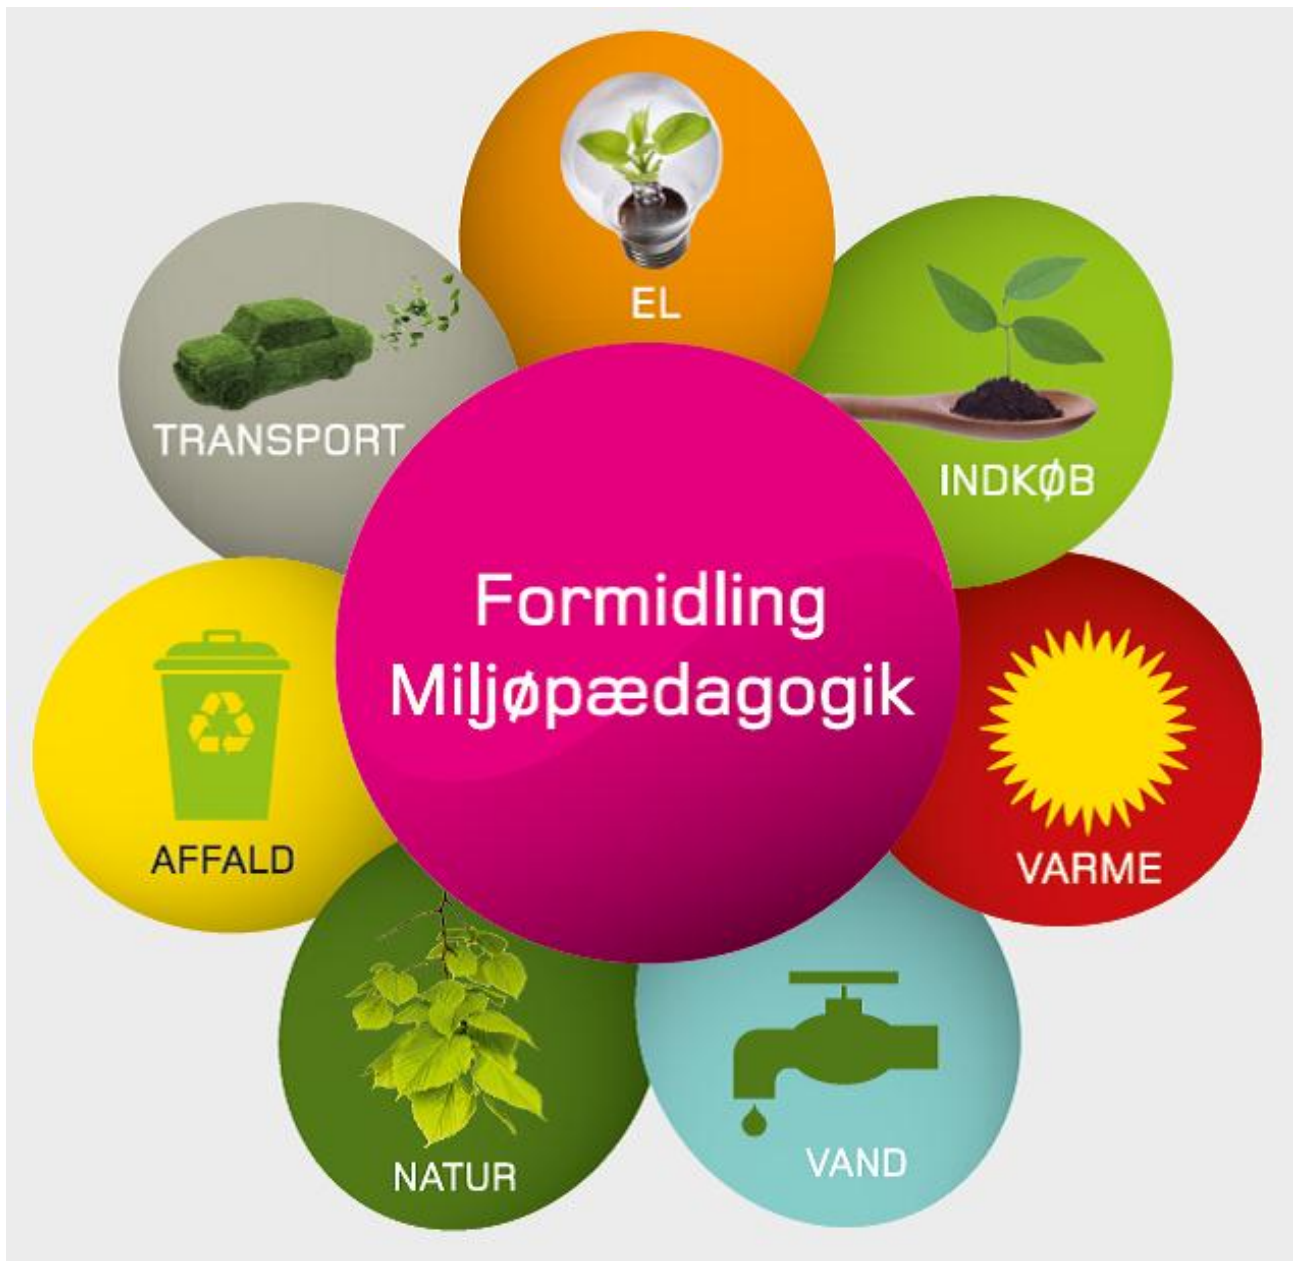 EL
INDKØB
VARME
VAND
NATUR
AFFALD
TRANSPORT
Formidling
Miljøpædagogik